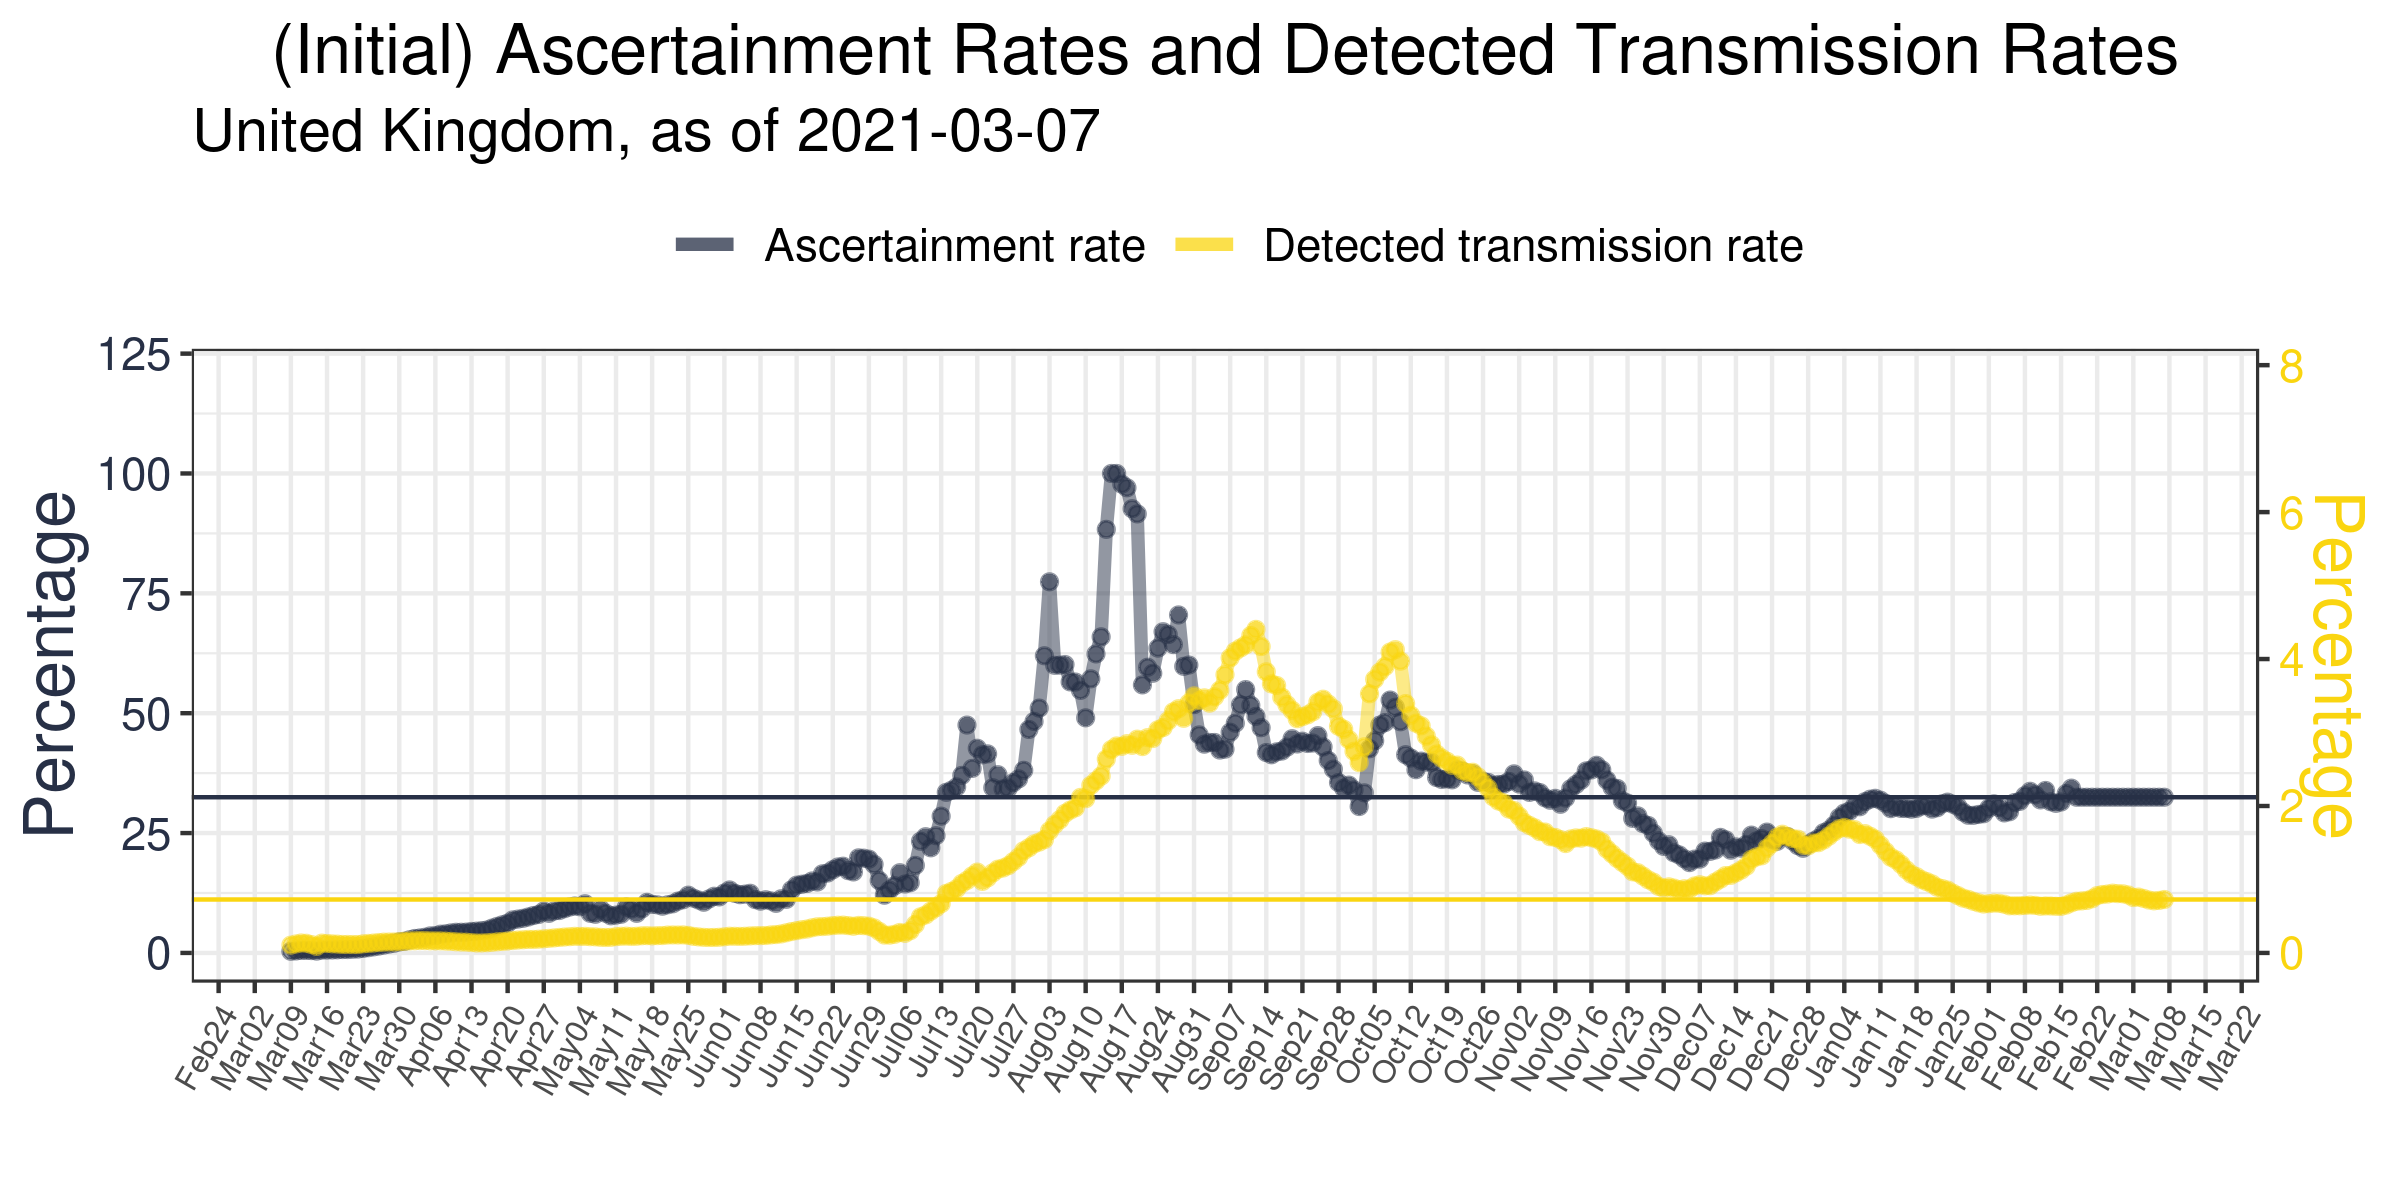 (Initial) Ascertainment Rates and Detected Transmission Rates
United Kingdom, as of 2021-03-07
Ascertainment rate
Detected transmission rate
Percentage
125
100
75
50
25
0
8
6
4
2
0
Percentage
Feb24
Mar02
Mar09
Mar16
Mar23
Mar30
Apr06
Apr13
Apr20
Apr27
May04
May11
May18
May25
Jun01
Jun08
Jun15
Jun22
Jun29
Jul06
Jul13
Jul20
Jul27
Aug03
Aug10
Aug17
Aug24
Aug31
Sep07
Sep14
Sep21
Sep28
Oct05
Oct12
Oct19
Oct26
Nov02
Nov09
Nov16
Nov23
Nov30
Dec07
Dec14
Dec21
Dec28
Jan04
Jan11
Jan18
Jan25
Feb01
Feb08
Feb15
Feb22
Mar01
Mar08
Mar15
Mar22